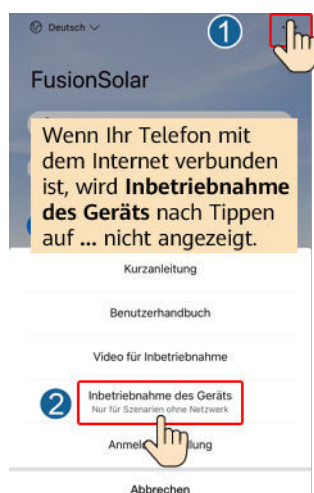 Deutsch
1
FusionSolar
Wenn Ihr Telefon mit
dem Internet verbunden
ist, wird Inbetriebnahme
des Geräts nach Tippen
auf ... nicht angezeigt.
Kurzanleitung
Benutzerhandbuch
Video für Inbetriebnahme
Inbetriebnahme des Geräts
2
Nur für Szenarien ohne Netzwerk
Abbrechen